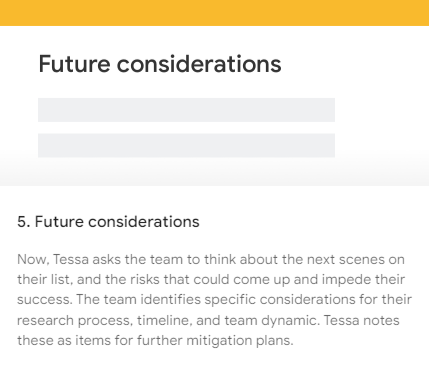 Future considerations
5. Future considerations
Now, Tessa asks the team to think about the next scenes on
their list, and the risks that could come up and impede their
success. The team identifies specific considerations for their
research process, timeline, and team dynamic. Tessa notes
these as items for further mitigation plans.